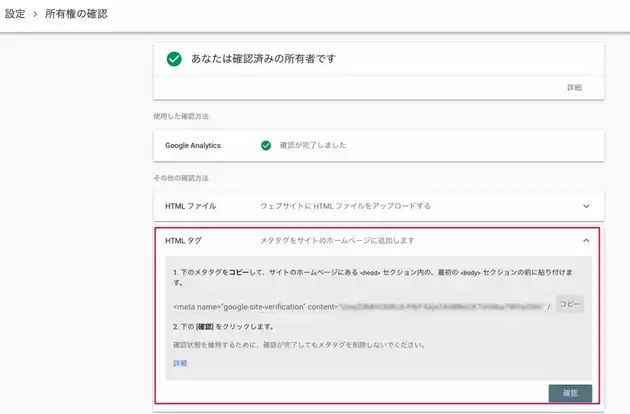 設定 > 所有権の確認
あなたは確認済みの所有者です
詳細
使用した確認方法
Google Analytics 確認が完了しました
その他の確認方法
HTML ファイル ウェブサイトに HTML ファイルをアップロードする
HTML タグ メタタグをサイトのホームページに追加します
1. 下のメタタグをコピーして、サイトのホームページにある <head> セクション内の、最初の <body> セクションの前に貼り付けま
す。
<meta name="google-site-verification" content=" " /> コピー
2. 下の [確認] をクリックします。
確認状態を維持するために、確認が完了してもメタタグを削除しないでください。
詳細
確認